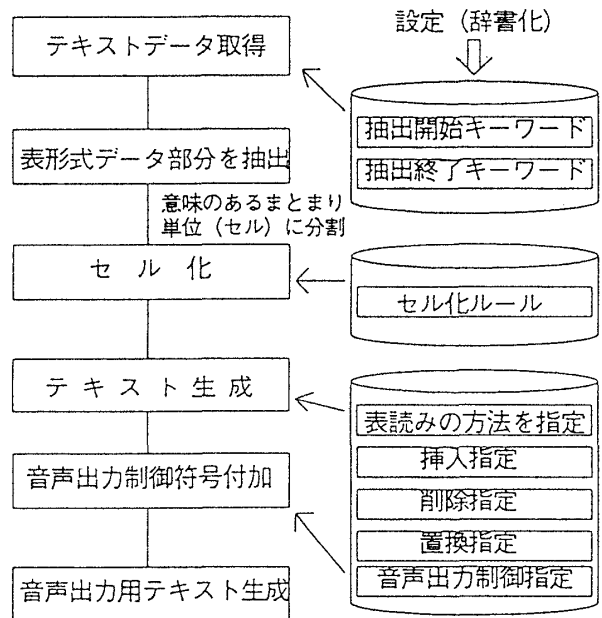 設定（辞書化）
テキストデータ取得
抽出開始キーワード
表形式データ部分を抽出
抽出終了キーワード
意味のあるまとまり
単位（セル）に分割
セル化
セル化ルール
テキスト生成
表読みの方法を指定
挿入指定
音声出力制御符号付加
削除指定
置換指定
音声出力制御指定
音声出力用テキスト生成